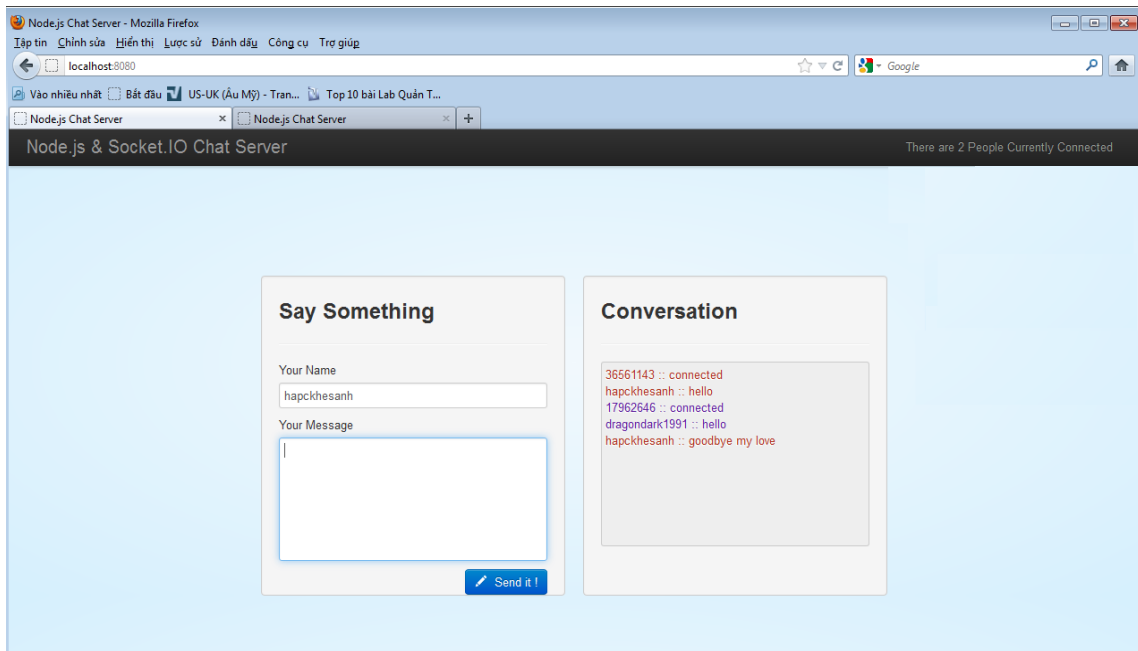 Node.js Chat Server - Mozilla Firefox
Tập tin Chỉnh sửa Hiển thị Lược sử Đánh dấu Công cụ Trợ giúp
localhost:8080
Google
Vào nhiều nhất Bắt đầu US-UK (Âu Mỹ) - Tran... Top 10 bài Lab Quản T...
Node.js Chat Server × Node.js Chat Server × +
Node.js & Socket.IO Chat Server
There are 2 People Currently Connected
Say Something
Your Name
hapckhesanh
Your Message
Send it !
Conversation
36561143 :: connected
hapckhesanh :: hello
17962646 :: connected
dragondark1991 :: hello
hapckhesanh :: goodbye my love